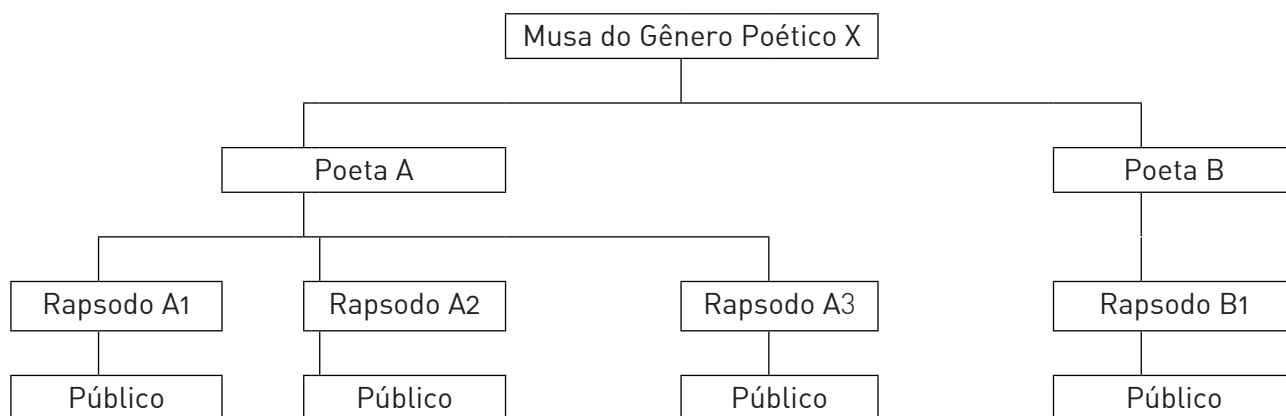 Musa do Gênero Poético X
Poeta A
Poeta B
Rapsodo A1
Rapsodo A2
Rapsodo A3
Rapsodo B1
Público
Público
Público
Público